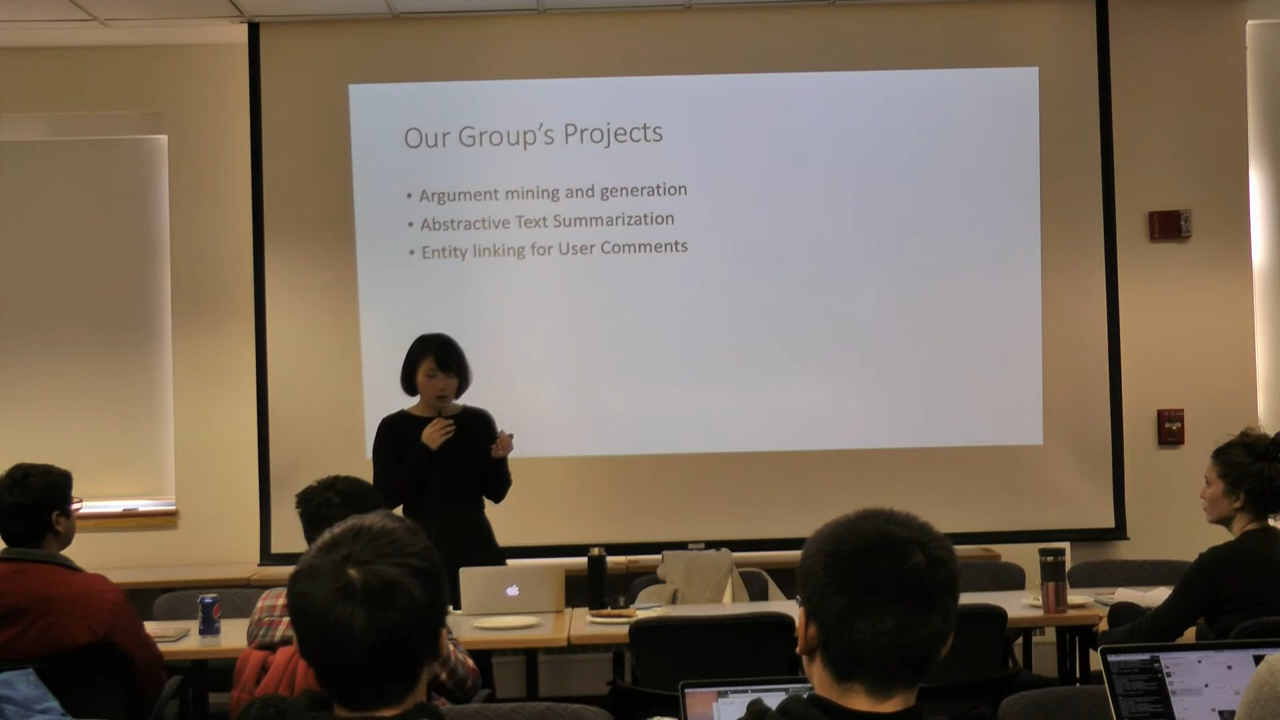 Our Group's Projects
• Argument mining and generation
• Abstractive Text Summarization
• Entity linking for User Comments